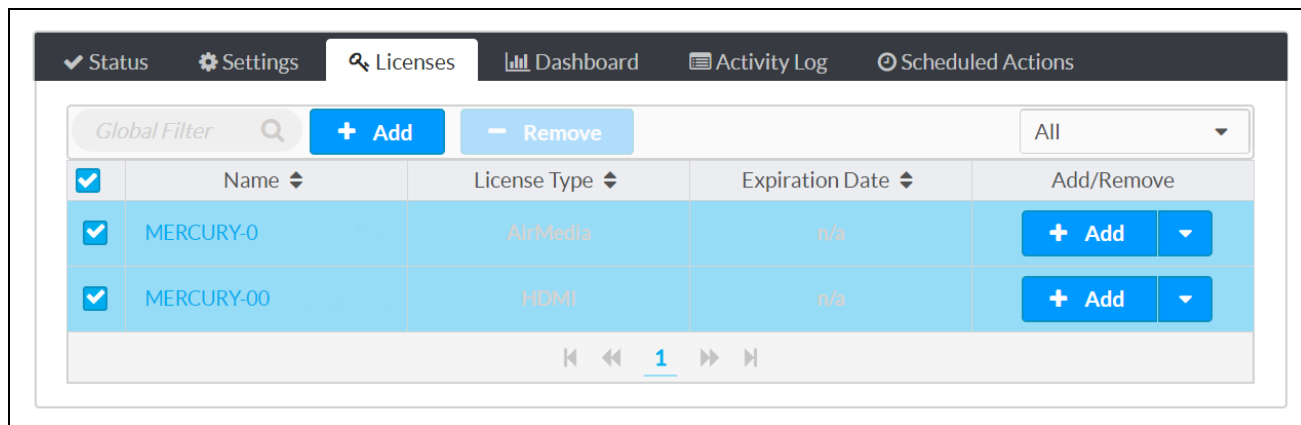 Status Settings Licenses Dashboard Activity Log Scheduled Actions
Global Filter Add Remove All
Name License Type Expiration Date Add/Remove
MERCURY-0 AirMedia n/a Add
MERCURY-00 HDMI n/a Add
1